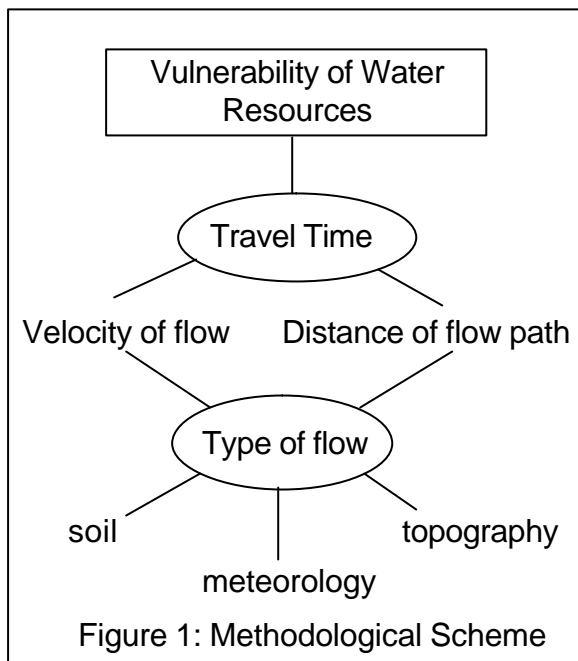 Vulnerability of Water
Resources
Travel Time
Velocity of flow
Distance of flow path
Type of flow
soil
topography
meteorology
Figure 1: Methodological Scheme